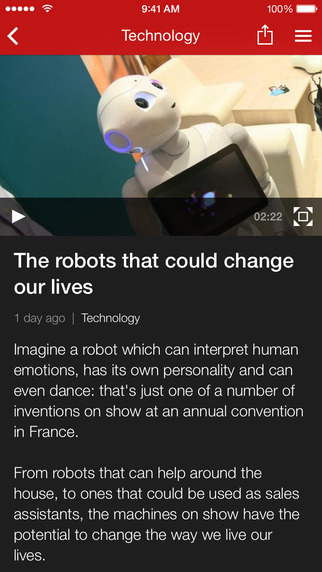 9:41 AM
100%
Technology
02:22
The robots that could change
our lives
1 day ago | Technology
Imagine a robot which can interpret human
emotions, has its own personality and can
even dance: that's just one of a number of
inventions on show at an annual convention
in France.
From robots that can help around the
house, to ones that could be used as sales
assistants, the machines on show have the
potential to change the way we live our
lives.